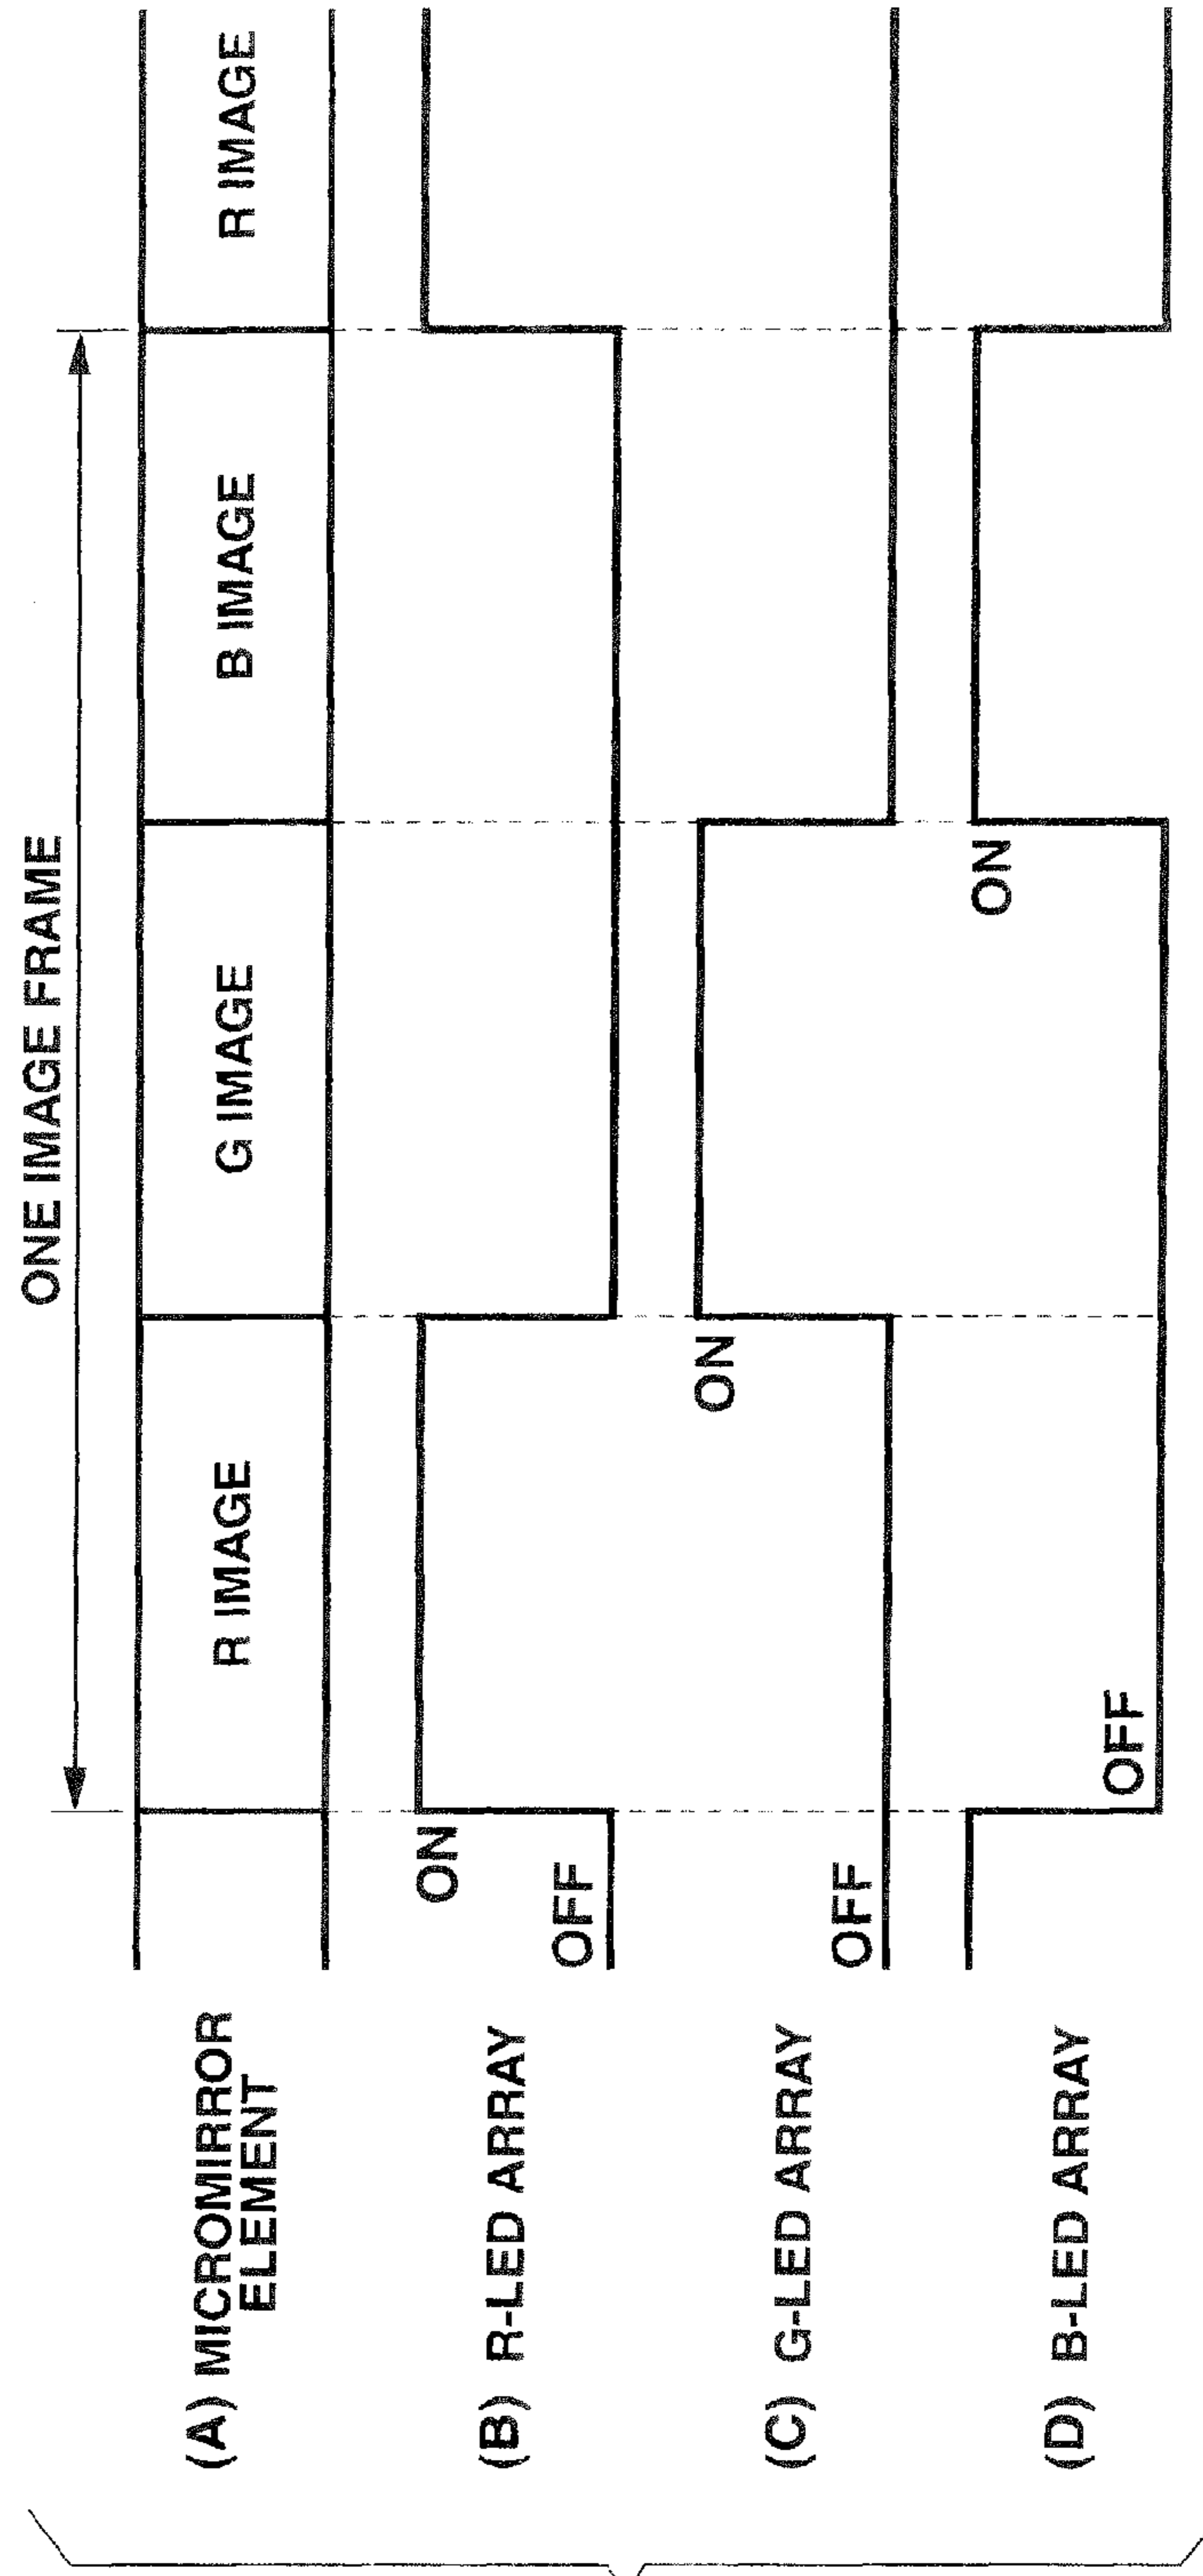 ONE IMAGE FRAME
(A) MICROMIRROR
ELEMENT
R IMAGE
G IMAGE
B IMAGE
R IMAGE
(B) R-LED ARRAY
ON
OFF
(C) G-LED ARRAY
OFF
ON
(D) B-LED ARRAY
OFF
ON